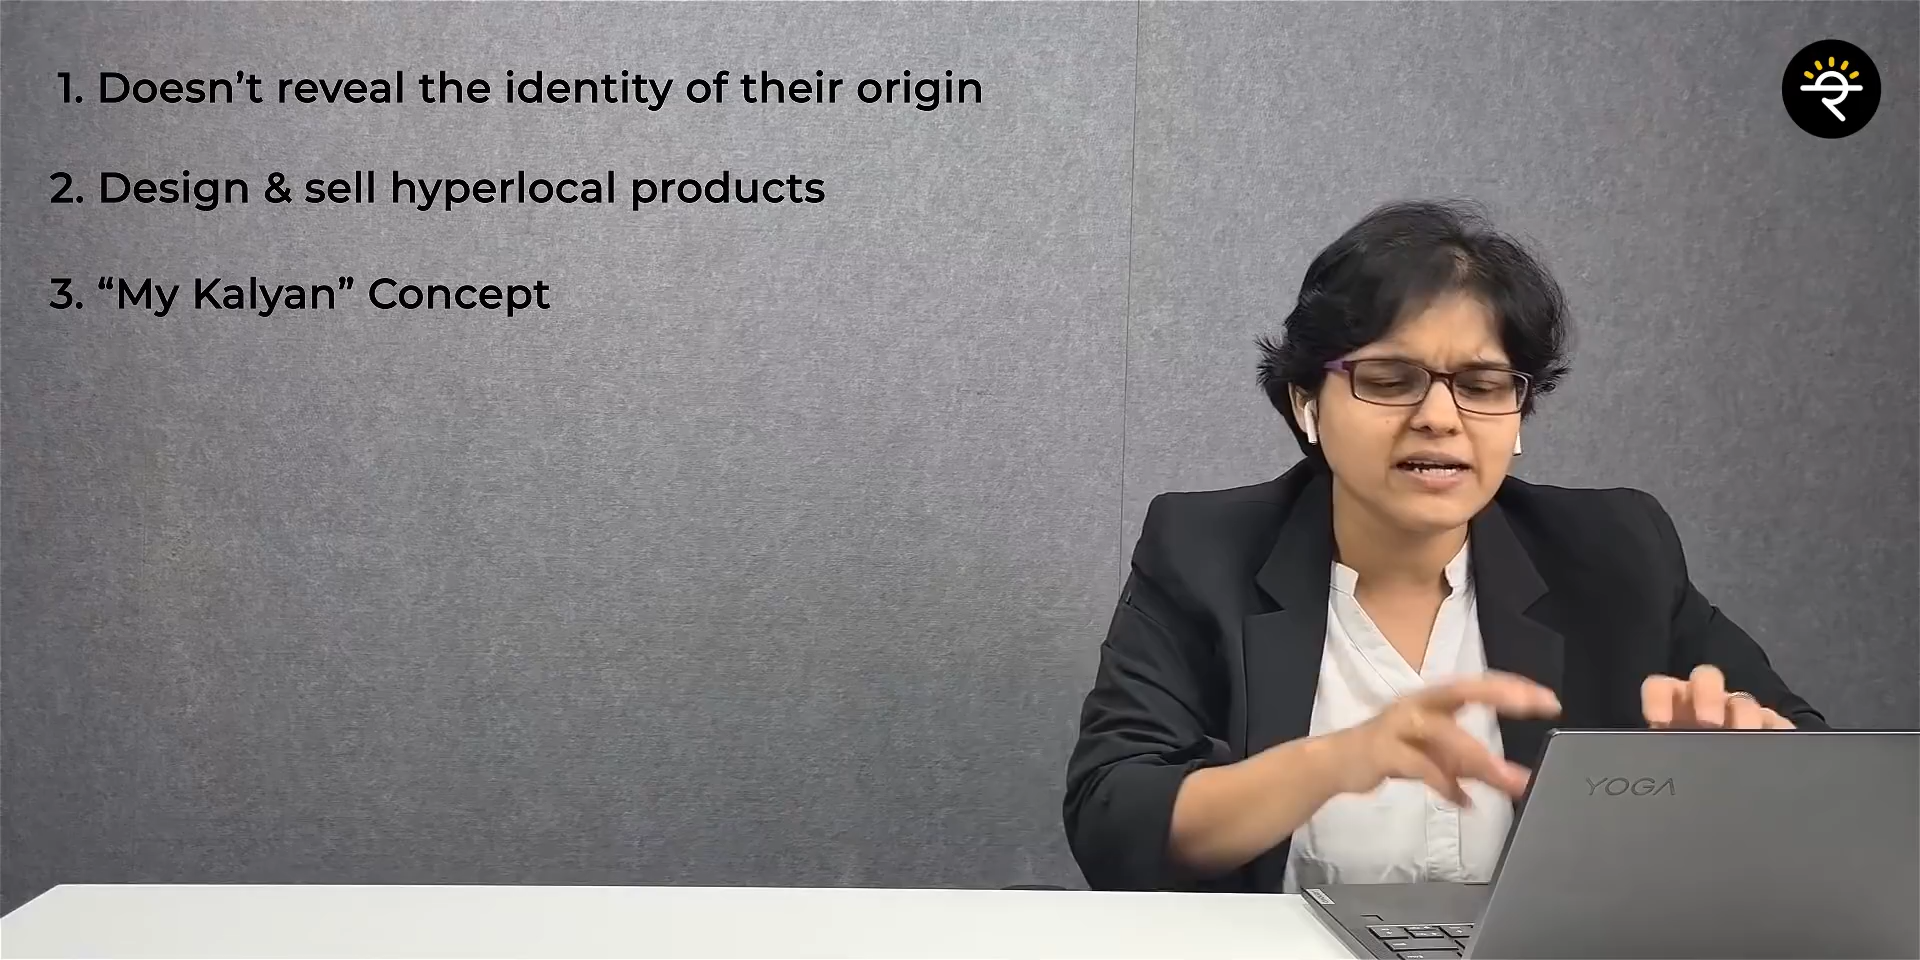 1. Doesn’t reveal the identity of their origin
2. Design & sell hyperlocal products
3. “My Kalyan” Concept
YOGA